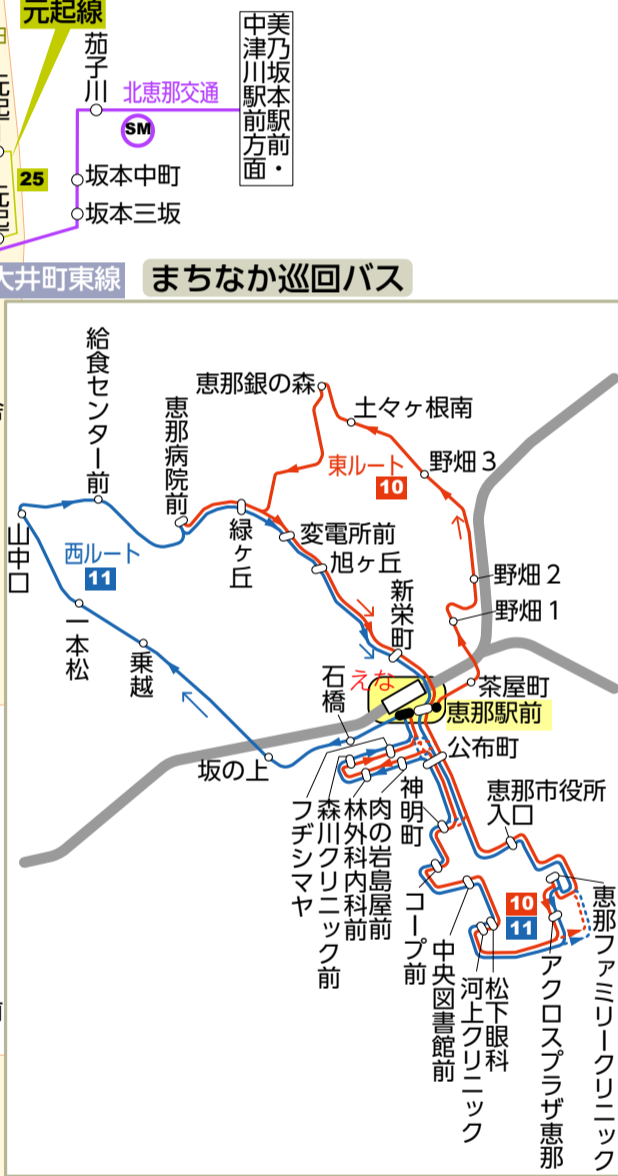 元起線
茄子川
北恵那交通
SM
美乃坂本駅前・
中津川駅前方面
元起
25
元起
坂本中町
坂本三坂
大井町東線
まちなか巡回バス
給食センター前
恵那病院前
恵那銀の森
土々ヶ根南
東ルート
10
野畑3
山中口
西ルート
11
緑ヶ丘
変電所前
旭ヶ丘
野畑2
野畑1
一本松
乗越
新栄町
石橋
えな
茶屋町
恵那駅前
坂の上
公布町
フヂシマヤ
森川クリニック前
林外科内科前
肉の岩島屋前
神明町
恵那市役所
入口
コープ前
中央図書館前
河上クリニック
松下眼科
10
11
アクロスプラザ恵那
恵那ファミリークリニック